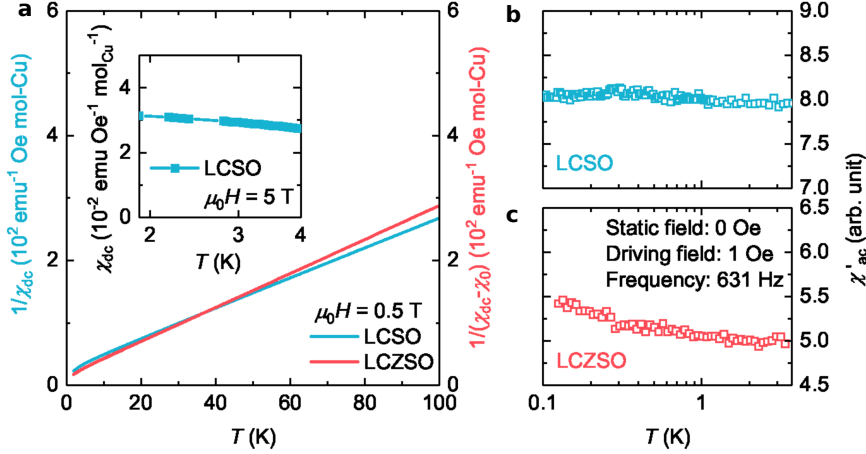 a
1/χdc (10² emu⁻¹ Oe mol-Cu)
6
4
2
0
0
20
40
60
80
100
T (K)
χdc (10⁻² emu Oe⁻¹ molCu⁻¹)
4
3
2
1
0
LCSO
μ₀H = 5 T
2
3
4
T (K)
μ₀H = 0.5 T
LCSO
LCZSO
6
4
2
0
1/(χdc-χ₀) (10² emu⁻¹ Oe mol-Cu)
b
LCSO
9.0
8.5
8.0
7.5
7.0
c
Static field: 0 Oe
Driving field: 1 Oe
Frequency: 631 Hz
LCZSO
6.5
6.0
5.5
5.0
4.5
0.1
1
T (K)
χ'ac (arb. unit)